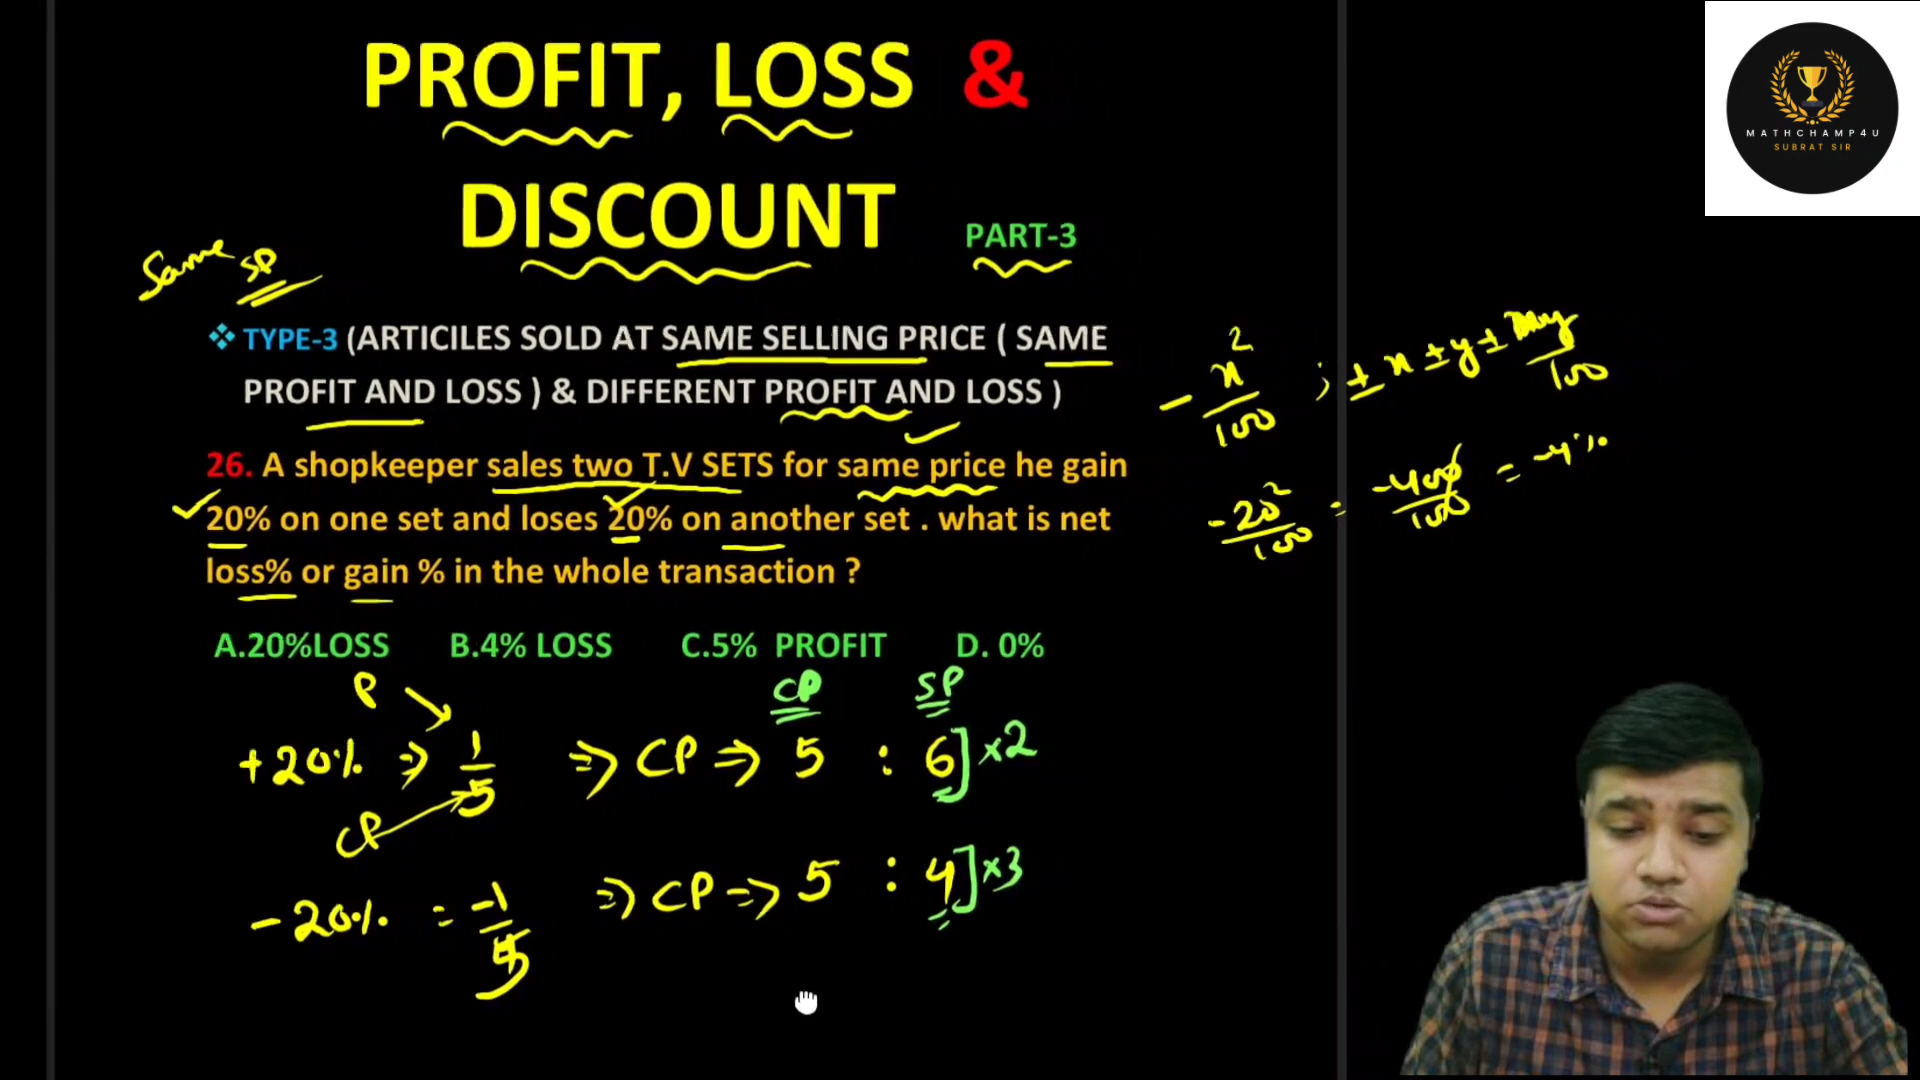 PROFIT, LOSS &
DISCOUNT PART-3
MATHCHAMP4U
SUBRAT SIR
Same SP
❖ TYPE-3 (ARTICILES SOLD AT SAME SELLING PRICE ( SAME
PROFIT AND LOSS ) & DIFFERENT PROFIT AND LOSS )
26. A shopkeeper sales two T.V SETS for same price he gain
20% on one set and loses 20% on another set . what is net
loss% or gain % in the whole transaction ?
A.20%LOSS B.4% LOSS C.5% PROFIT D. 0%
- x²/100 ; ± x ± y ± xy/100
-20²/100 = -400/100 = -4%
P CP SP
+20% ⇒ 1/5 ⇒ CP ⇒ 5 : 6] ×2
CP
-20% = -1/5 ⇒ CP ⇒ 5 : 4] ×3